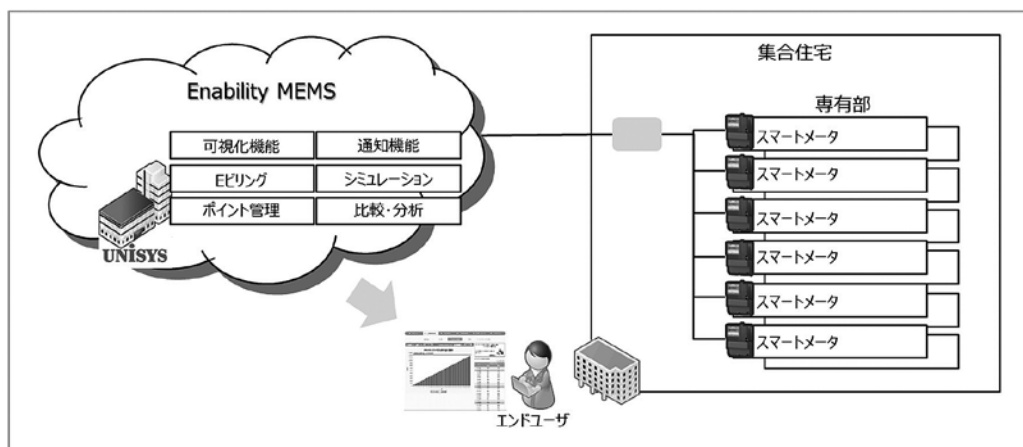 Enability MEMS
可視化機能
通知機能
Eビリング
シミュレーション
ポイント管理
比較・分析
UNiSYS
集合住宅
専有部
スマートメータ
スマートメータ
スマートメータ
スマートメータ
スマートメータ
スマートメータ
エンドユーザ